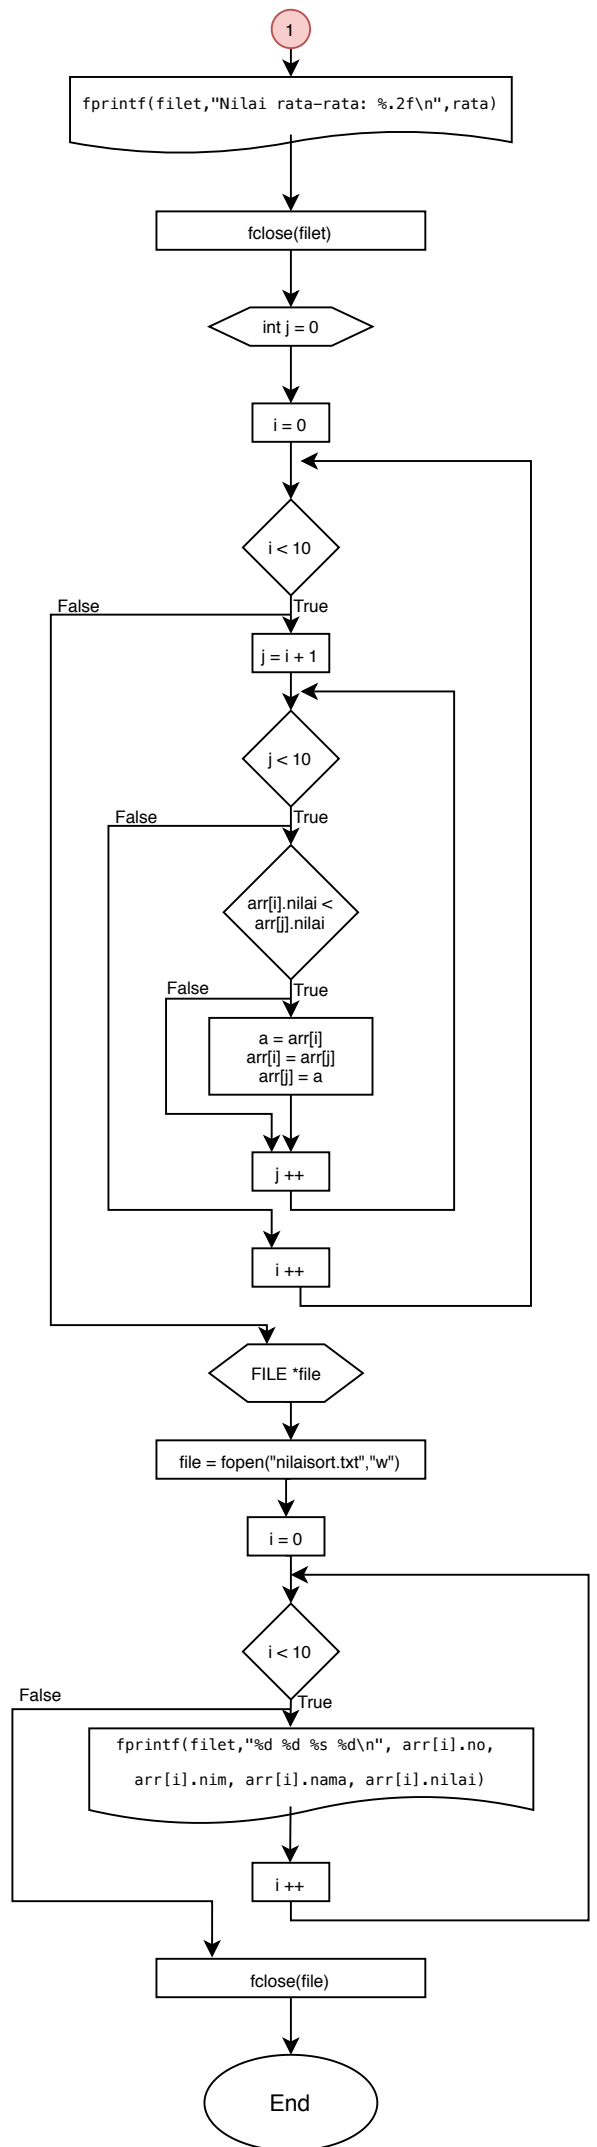 1
fprintf(filet,"Nilai rata-rata: %.2f\n",rata)
fclose(filet)
int j = 0
i = 0
i < 10
False
True
j = i + 1
j < 10
False
True
arr[i].nilai <
arr[j].nilai
False
True
a = arr[i]
arr[i] = arr[j]
arr[j] = a
j ++
i ++
FILE *file
file = fopen("nilaisort.txt","w")
i = 0
i < 10
False
True
fprintf(filet,"%d %d %s %d\n", arr[i].no,
arr[i].nim, arr[i].nama, arr[i].nilai)
i ++
fclose(file)
End